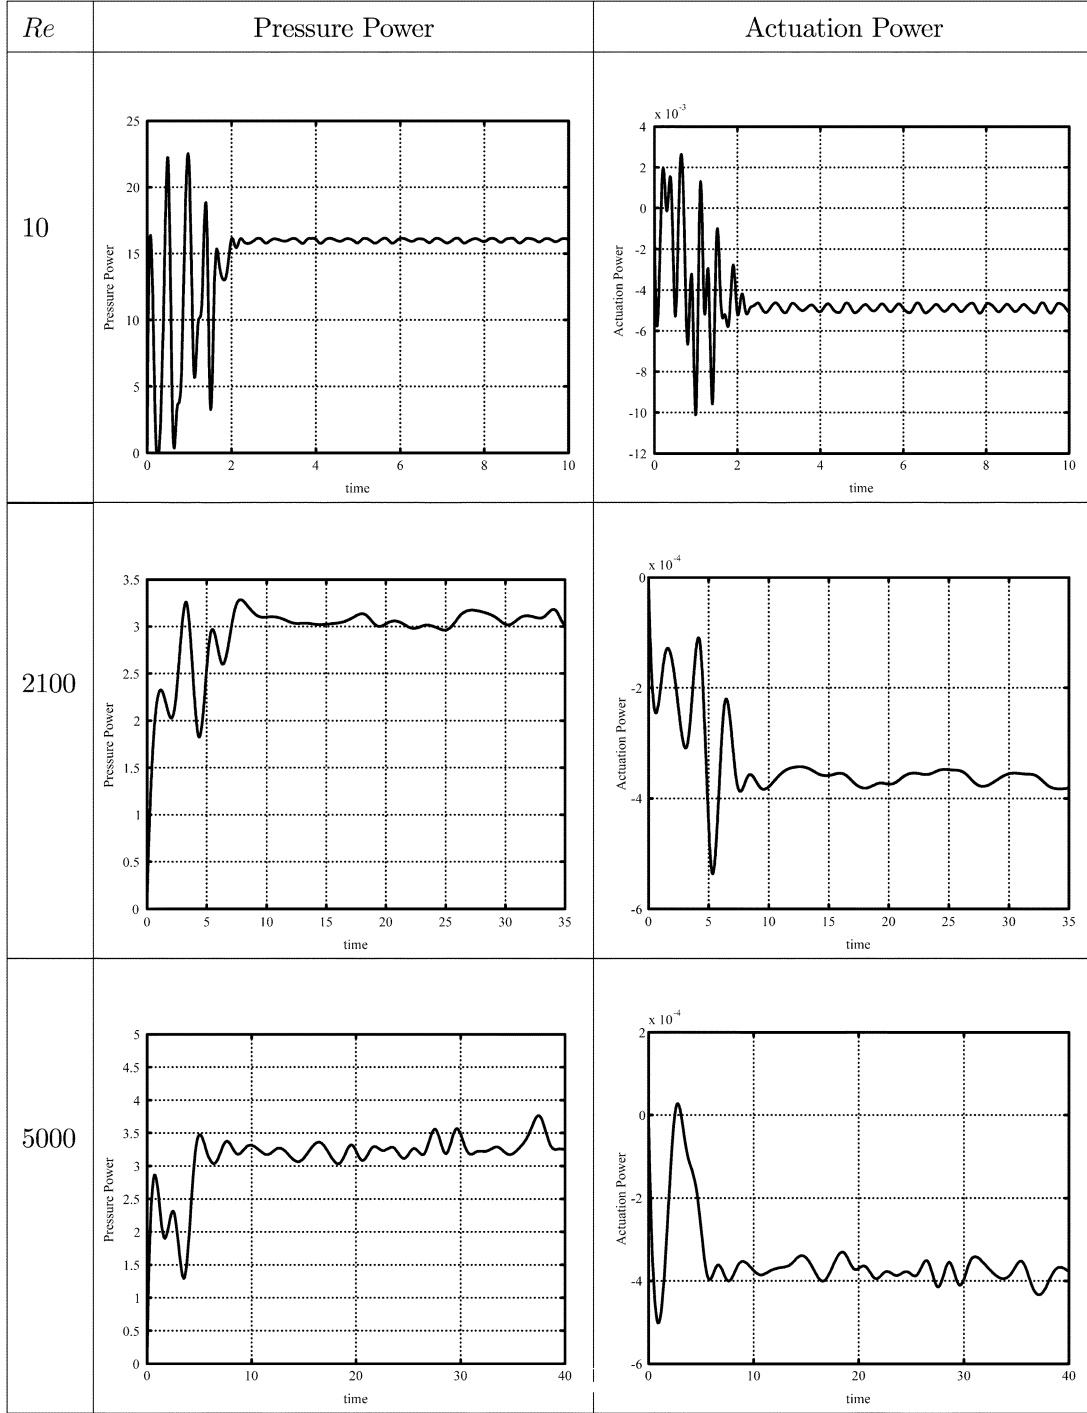 Re Pressure Power Actuation Power
10
25
20
15
10
5
0
0 2 4 6 8 10
time
Pressure Power
x 10^-3
4
2
0
-2
-4
-6
-8
-10
-12
0 2 4 6 8 10
time
Actuation Power
2100
3.5
3
2.5
2
1.5
1
0.5
0
0 5 10 15 20 25 30 35
time
Pressure Power
x 10^-4
0
-2
-4
-6
0 5 10 15 20 25 30 35
time
Actuation Power
5000
5
4.5
4
3.5
3
2.5
2
1.5
1
0.5
0
0 10 20 30 40
time
Pressure Power
x 10^-4
2
0
-2
-4
-6
0 10 20 30 40
time
Actuation Power